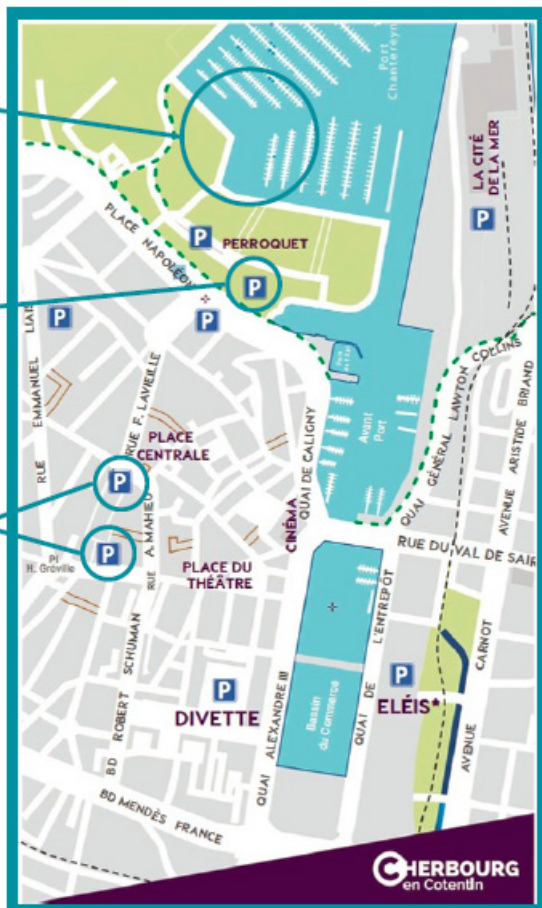 Port
Chantereyne
LA CITÉ
DE LA MER
P
P
PERROQUET
PLACE NAPOLÉON
P
P
P
RUE EMMANUEL LIAIS
RUE F. LAVIEILLE
PLACE
CENTRALE
P
P
Pl
H. Gréville
RUE A. MAHIEU
PLACE DU
THÉÂTRE
CINÉMA
QUAI DE CALIGNY
Avant
Port
QUAI GÉNÉRAL LAWTON COLLINS
AVENUE ARISTIDE BRIAND
RUE DU VAL DE SAIR
BD ROBERT SCHUMAN
P
DIVETTE
QUAI ALEXANDRE III
Bassin
du Commerce
QUAI DE L'ENTREPÔT
P
ELÉIS*
AVENUE CARNOT
BD MENDÈS FRANCE
CHERBOURG
en Cotentin